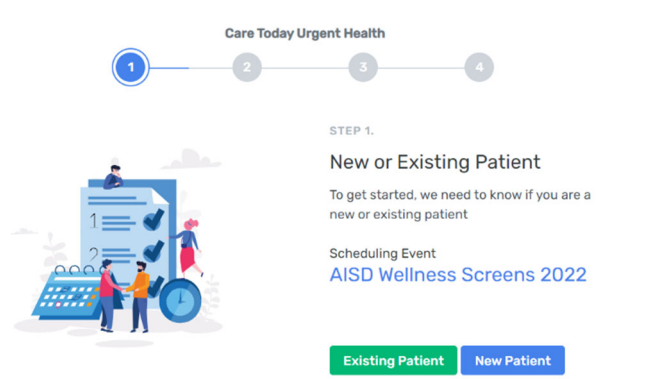 Care Today Urgent Health
1 2 3 4
STEP 1.
New or Existing Patient
To get started, we need to know if you are a
new or existing patient
Scheduling Event
AISD Wellness Screens 2022
1
2
Existing Patient New Patient